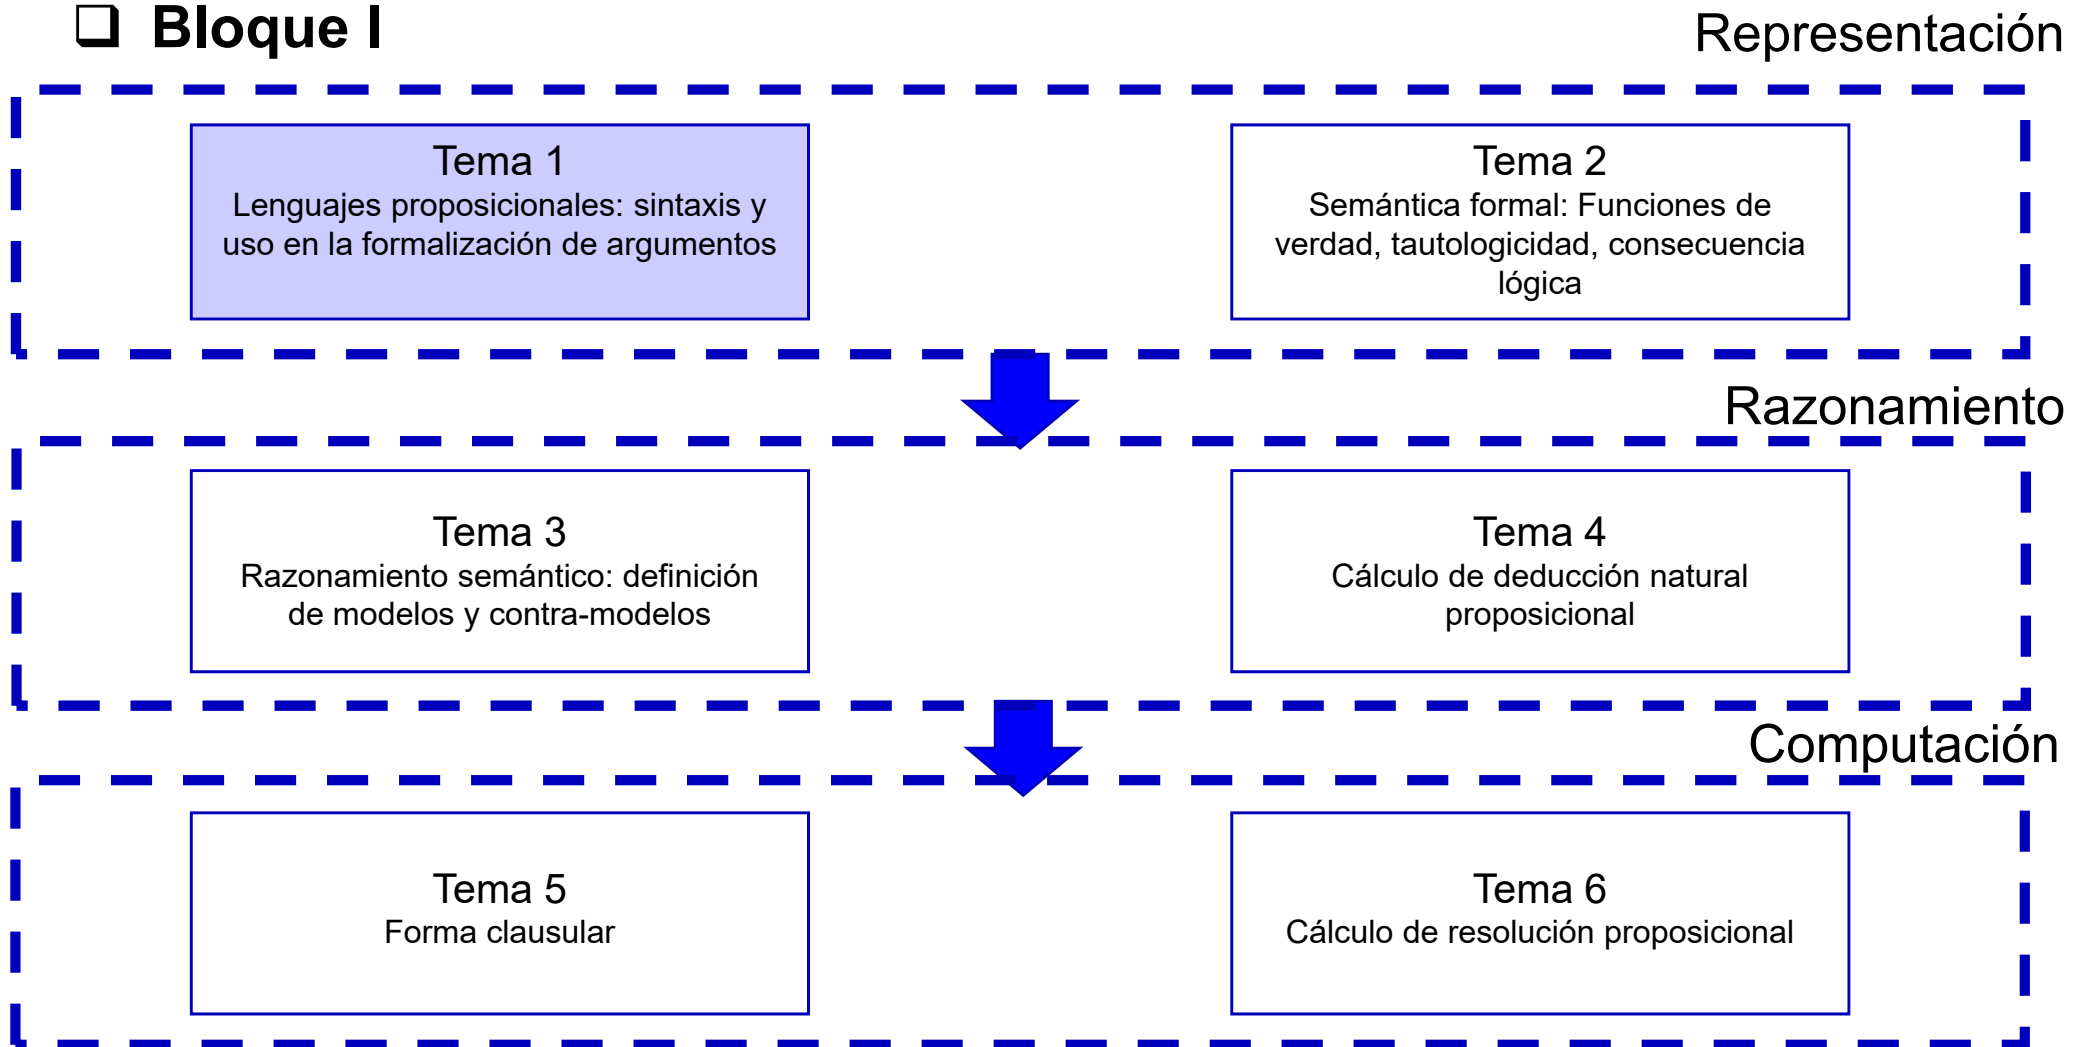 Bloque I
Representación
Tema 1
Lenguajes proposicionales: sintaxis y
uso en la formalización de argumentos
Tema 2
Semántica formal: Funciones de
verdad, tautologicidad, consecuencia
lógica
Razonamiento
Tema 3
Razonamiento semántico: definición
de modelos y contra-modelos
Tema 4
Cálculo de deducción natural
proposicional
Computación
Tema 5
Forma clausular
Tema 6
Cálculo de resolución proposicional